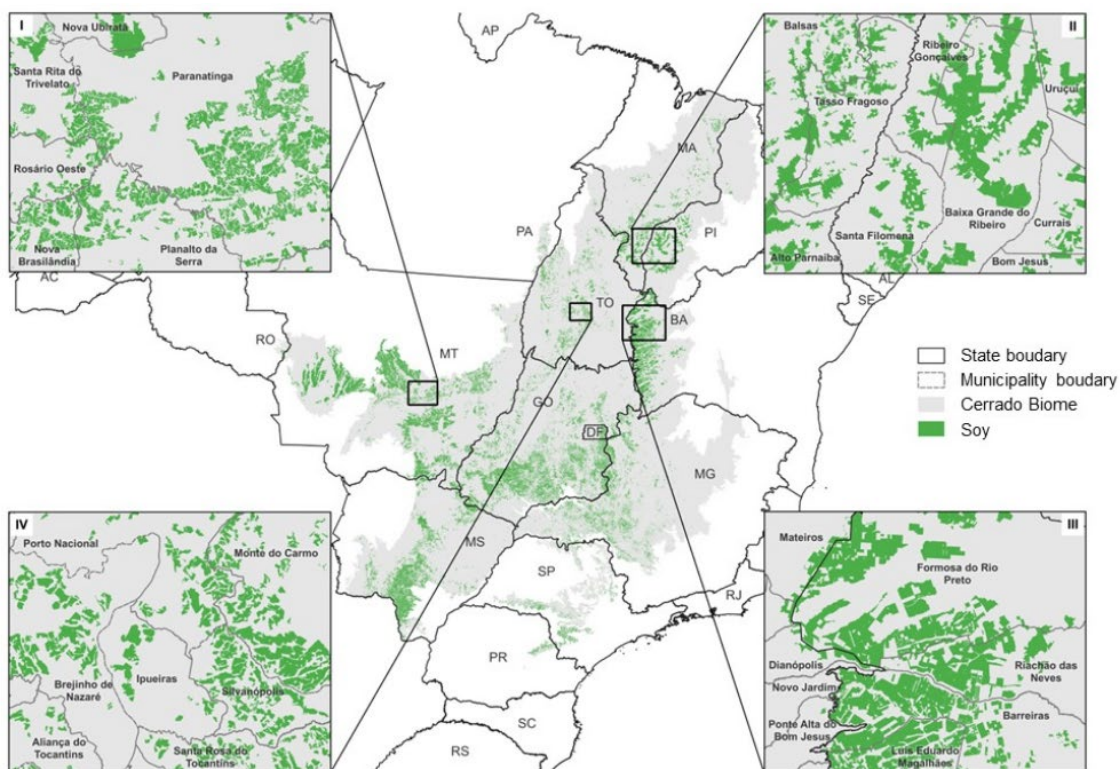 I
Nova Ubiratã
Santa Rita do
Trivelato
Paranatinga
Rosário Oeste
Nova
Brasilândia
Planalto da
Serra
II
Balsas
Ribeiro
Gonçalves
Uruçuí
Tasso Fragoso
Baixa Grande do
Ribeiro
Currais
Santa Filomena
Alto Parnaíba
Bom Jesus
AP
MA
PA
PI
AC
AL
SE
TO
BA
RO
MT
GO
DF
MG
MS
SP
RJ
PR
SC
RS
State boudary
Municipality boudary
Cerrado Biome
Soy
IV
Porto Nacional
Monte do Carmo
Brejinho de
Nazaré
Ipueiras
Silvanópolis
Aliança do
Tocantins
Santa Rosa do
Tocantins
III
Mateiros
Formosa do Rio
Preto
Dianópolis
Riachão das
Neves
Novo Jardim
Barreiras
Ponte Alta do
Bom Jesus
Luís Eduardo
Magalhães